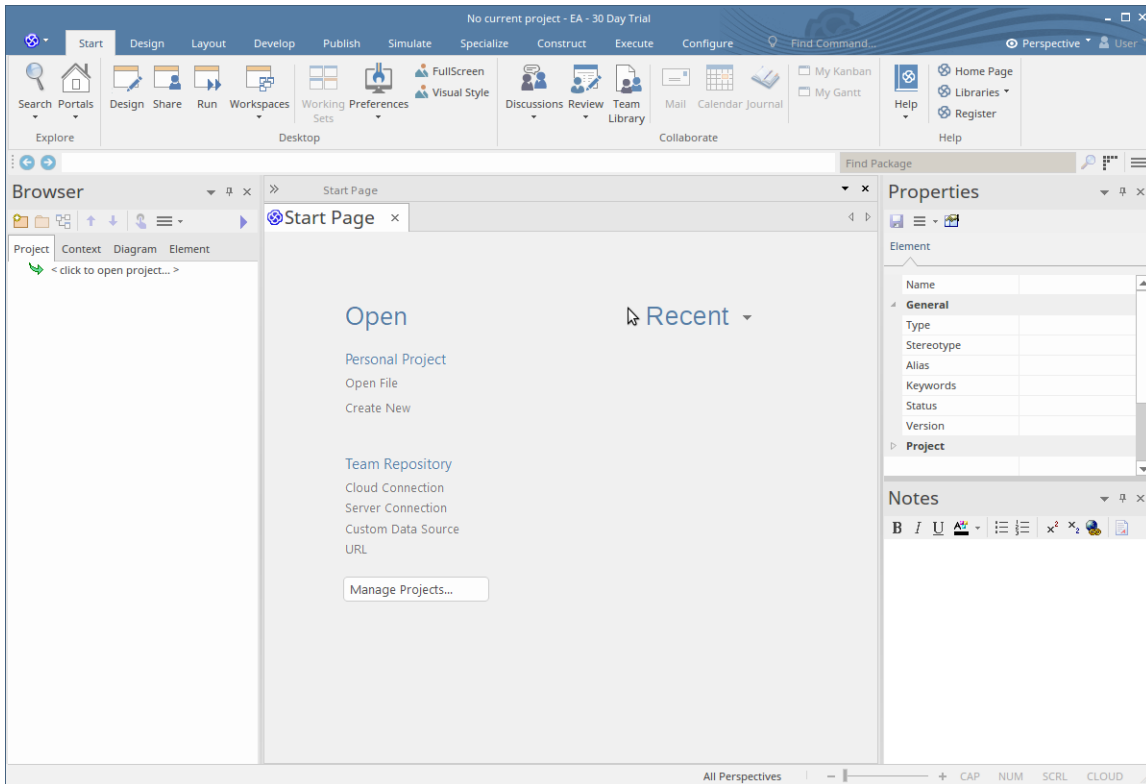 No current project - EA - 30 Day Trial
Start Design Layout Develop Publish Simulate Specialize Construct Execute Configure Find Command... Perspective User
Search Portals Design Share Run Workspaces Working Sets Preferences FullScreen Visual Style Discussions Review Team Library Mail Calendar Journal My Kanban My Gantt Help Home Page Libraries Register
Explore Desktop Collaborate Help
Find Package
Browser
Project Context Diagram Element
< click to open project... >
Start Page
Start Page
Open
Personal Project
Open File
Create New
Team Repository
Cloud Connection
Server Connection
Custom Data Source
URL
Manage Projects...
Recent
Properties
Element
Name
General
Type
Stereotype
Alias
Keywords
Status
Version
Project
Notes
B I U
All Perspectives CAP NUM SCRL CLOUD